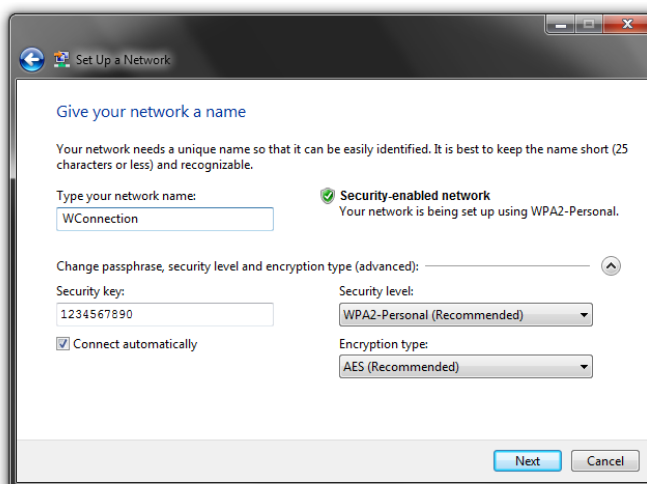 Set Up a Network
Give your network a name
Your network needs a unique name so that it can be easily identified. It is best to keep the name short (25
characters or less) and recognizable.
Type your network name:
WConnection
Security-enabled network
Your network is being set up using WPA2-Personal.
Change passphrase, security level and encryption type (advanced):
Security key:
1234567890
Security level:
WPA2-Personal (Recommended)
Connect automatically
Encryption type:
AES (Recommended)
Next
Cancel